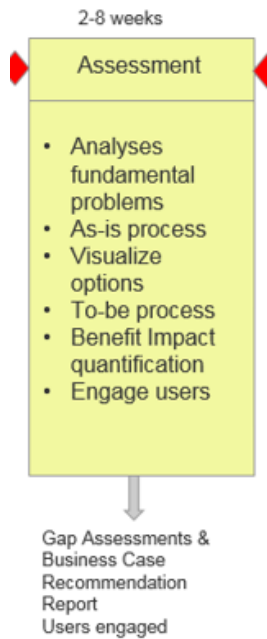 2-8 weeks
Assessment
• Analyses
fundamental
problems
• As-is process
• Visualize
options
• To-be process
• Benefit Impact
quantification
• Engage users
Gap Assessments &
Business Case
Recommendation
Report
Users engaged